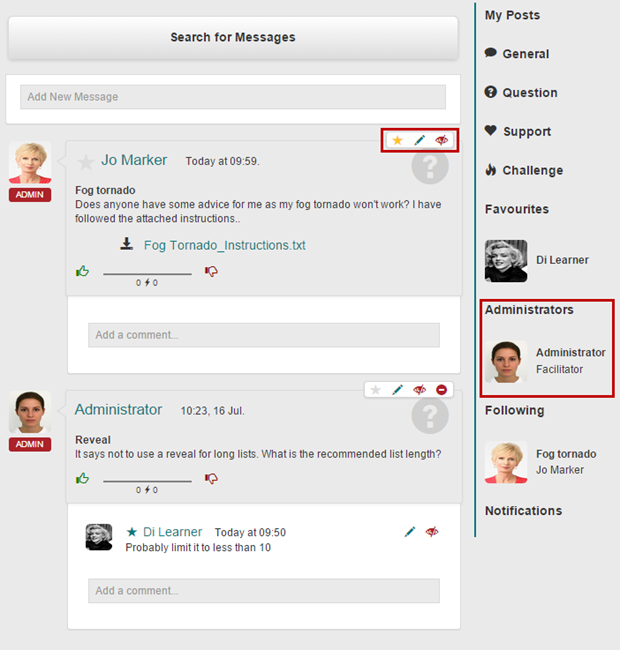 Search for Messages
Add New Message
Jo Marker Today at 09:59.
ADMIN
Fog tornado
Does anyone have some advice for me as my fog tornado won't work? I have
followed the attached instructions..
Fog Tornado_Instructions.txt
0 0
Add a comment...
Administrator 10:23, 16 Jul.
ADMIN
Reveal
It says not to use a reveal for long lists. What is the recommended list length?
0 0
Di Learner Today at 09:50
Probably limit it to less than 10
Add a comment...
My Posts
General
Question
Support
Challenge
Favourites
Di Learner
Administrators
Administrator
Facilitator
Following
Fog tornado
Jo Marker
Notifications